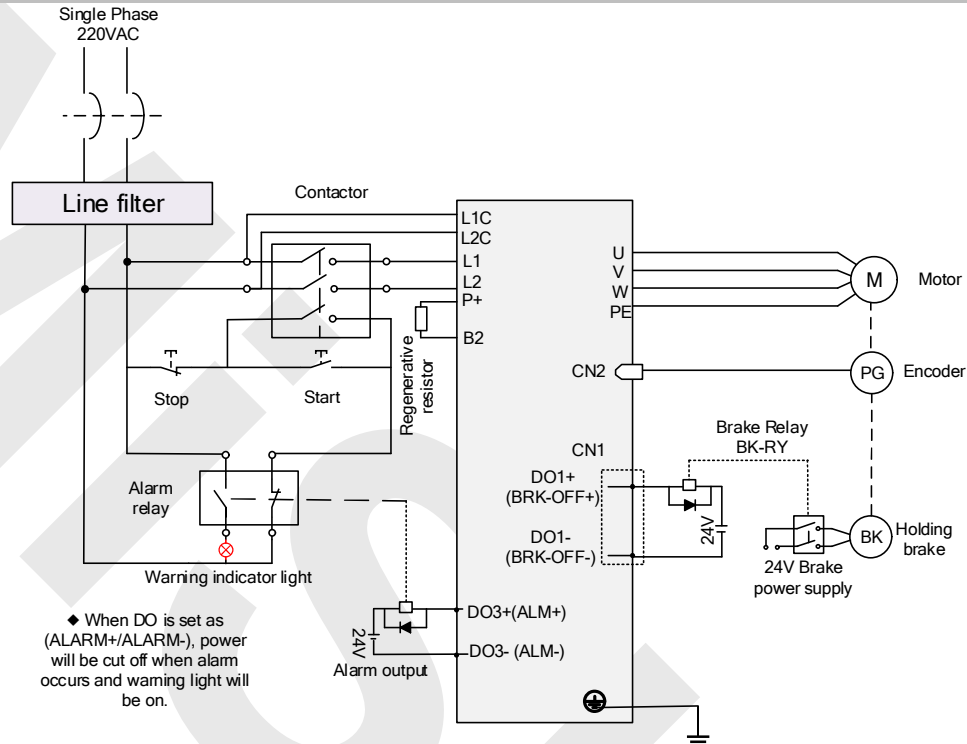 Single Phase
220VAC
Line filter
Contactor
L1C
L2C
L1
L2
P+
B2
Regenerative
resistor
Stop
Start
U
V
W
PE
M
Motor
CN2
PG
Encoder
CN1
DO1+
(BRK-OFF+)
DO1-
(BRK-OFF-)
24V
Brake Relay
BK-RY
BK
Holding
brake
24V Brake
power supply
Alarm
relay
Warning indicator light
◆ When DO is set as
(ALARM+/ALARM-), power
will be cut off when alarm
occurs and warning light will
be on.
24V
Alarm output
DO3+(ALM+)
DO3- (ALM-)